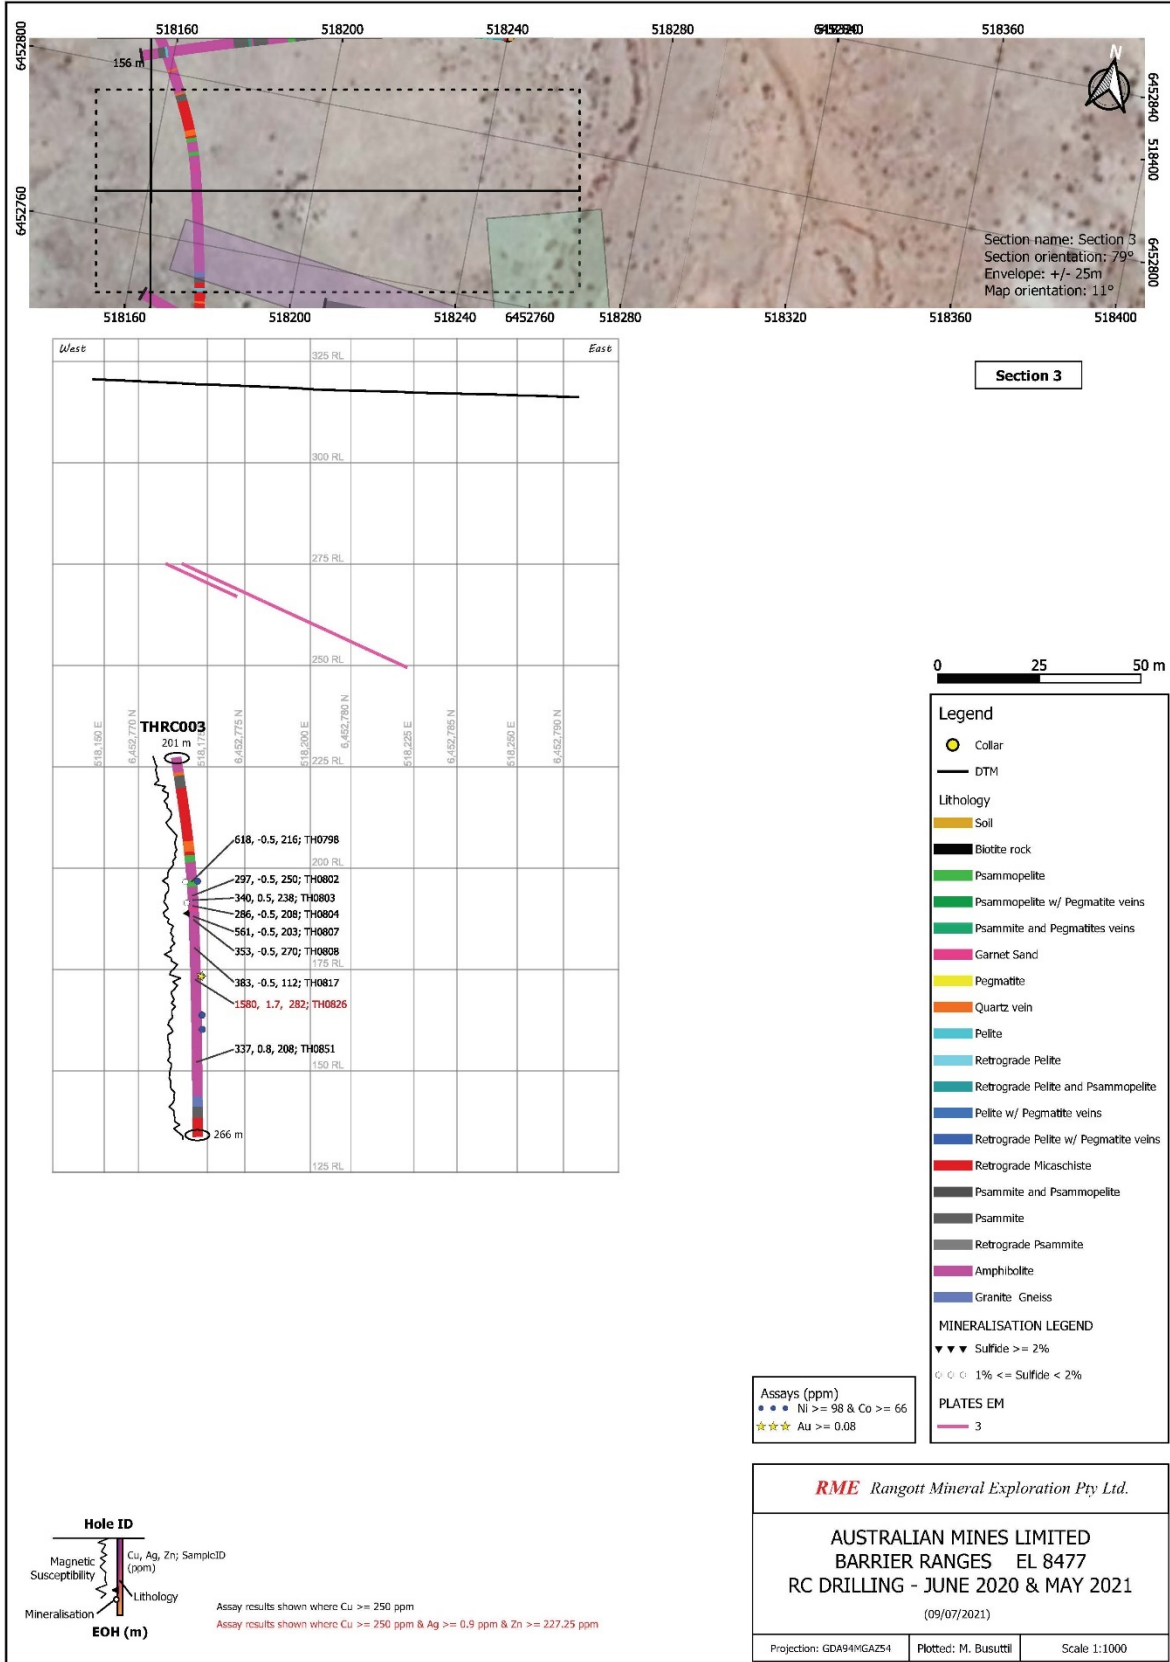 518160 518200 518240 518280 518360
6452800
156 m
N
6452840
518400
6452760
6452800
Section name: Section 3
Section orientation: 79°
Envelope: +/- 25m
Map orientation: 11°
518160 518200 518240 6452760 518280 518320 518360 518400
West East
325 RL
Section 3
300 RL
275 RL
250 RL
0 25 50 m
518,150 E
6,452,770 N
6,452,775 N
518,200 E
6,452,780 N
518,225 E
6,452,785 N
518,250 E
6,452,790 N
THRC003
201 m
225 RL
618, -0.5, 216; TH0798
200 RL
297, -0.5, 250; TH0802
340, 0.5, 238; TH0803
286, -0.5, 208; TH0804
561, -0.5, 203; TH0807
353, -0.5, 270; TH0808
175 RL
383, -0.5, 112; TH0817
1580, 1.7, 282; TH0826
337, 0.8, 208; TH0851
150 RL
266 m
125 RL
Legend
Collar
DTM
Lithology
Soil
Biotite rock
Psammopelite
Psammopelite w/ Pegmatite veins
Psammite and Pegmatites veins
Garnet Sand
Pegmatite
Quartz vein
Pelite
Retrograde Pelite
Retrograde Pelite and Psammopelite
Pelite w/ Pegmatite veins
Retrograde Pelite w/ Pegmatite veins
Retrograde Micaschiste
Psammite and Psammopelite
Psammite
Retrograde Psammite
Amphibolite
Granite Gneiss
MINERALISATION LEGEND
Sulfide >= 2%
1% <= Sulfide < 2%
PLATES EM
3
Assays (ppm)
Ni >= 98 & Co >= 66
Au >= 0.08
RME Rangott Mineral Exploration Pty Ltd.
AUSTRALIAN MINES LIMITED
BARRIER RANGES EL 8477
RC DRILLING - JUNE 2020 & MAY 2021
(09/07/2021)
Projection: GDA94MGAZ54 Plotted: M. Busuttil Scale 1:1000
Hole ID
Magnetic Susceptibility
Cu, Ag, Zn; SampleID
(ppm)
Lithology
Mineralisation
EOH (m)
Assay results shown where Cu >= 250 ppm
Assay results shown where Cu >= 250 ppm & Ag >= 0.9 ppm & Zn >= 227.25 ppm